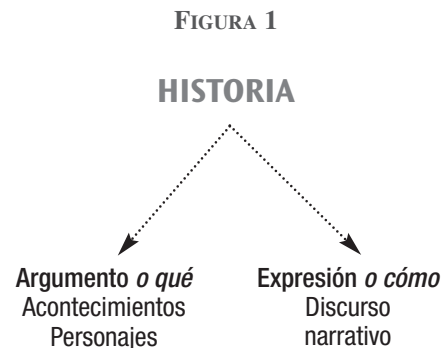 FIGURA 1
HISTORIA
Argumento o qué
Acontecimientos
Personajes
Expresión o cómo
Discurso
narrativo